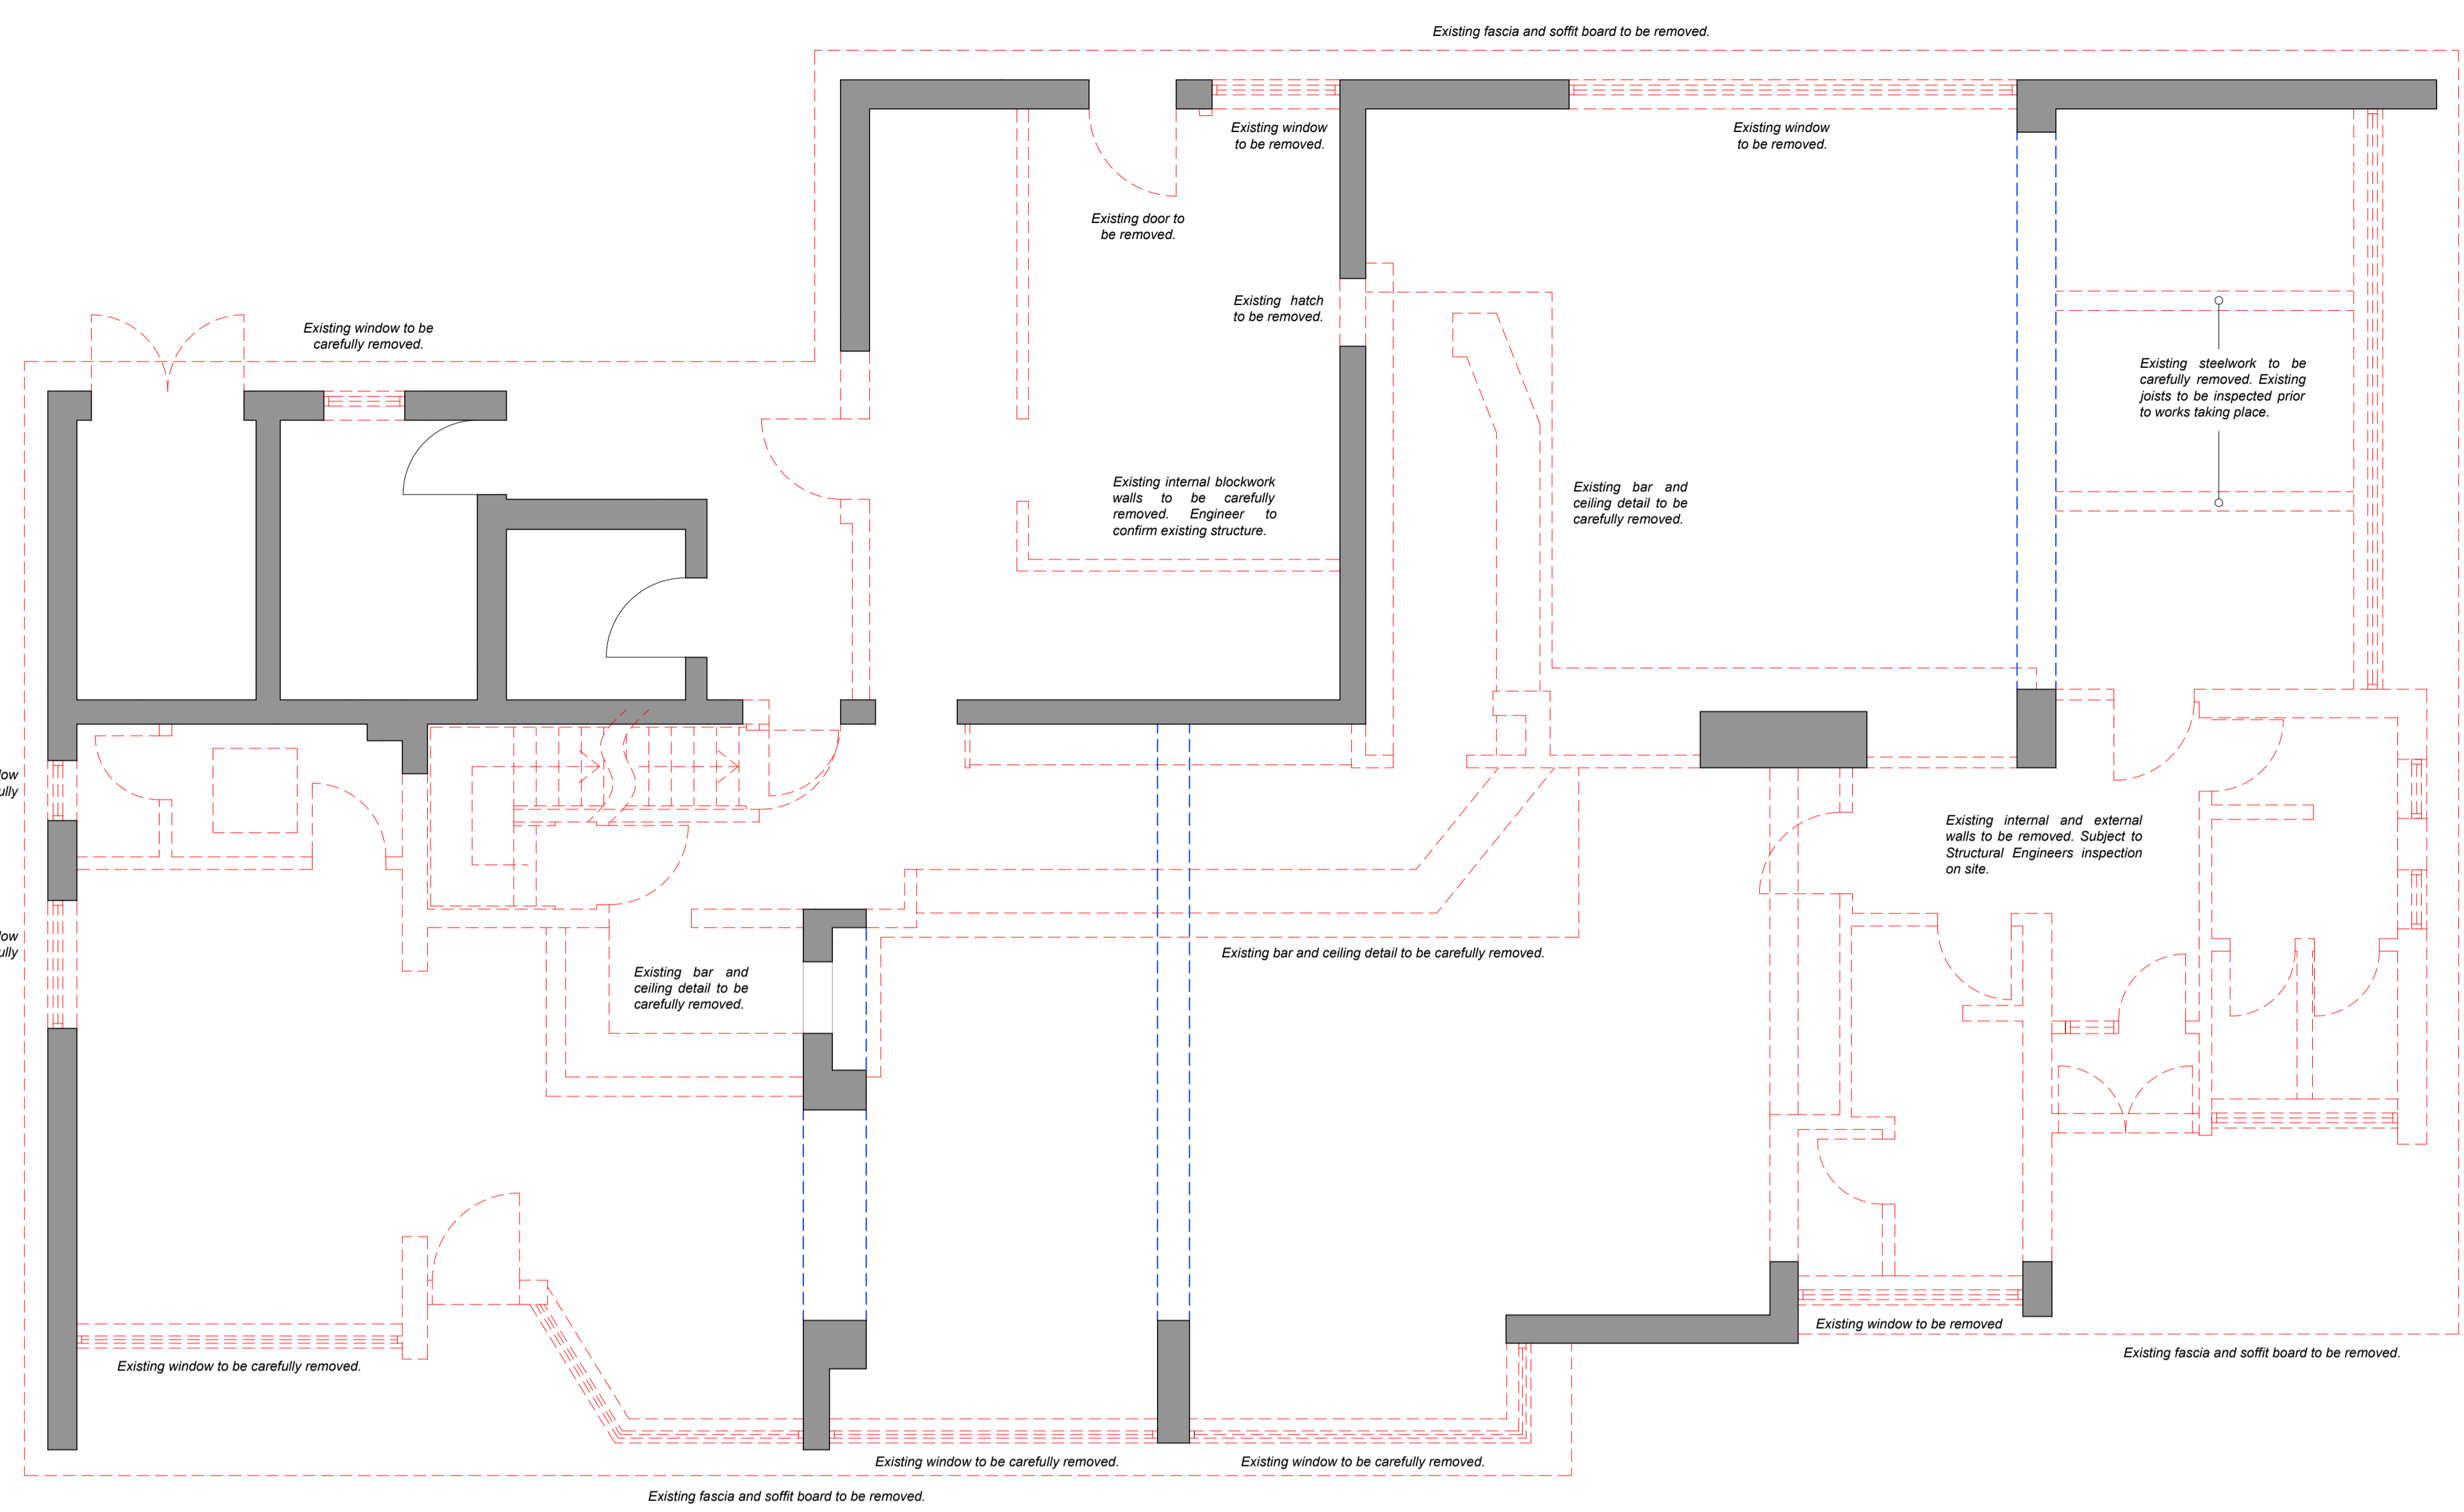 Existing fascia and soffit board to be removed.
Existing window
to be removed.
Existing window
to be removed.
Existing door to
be removed.
Existing hatch
to be removed.
Existing window to be
carefully removed.
Existing steelwork to be
carefully removed. Existing
joists to be inspected prior
to works taking place.
Existing internal blockwork
walls to be carefully
removed. Engineer to
confirm existing structure.
Existing bar and
ceiling detail to be
carefully removed.
Existing internal and external
walls to be removed. Subject to
Structural Engineers inspection
on site.
Existing bar and ceiling detail to be carefully removed.
Existing bar and
ceiling detail to be
carefully removed.
Existing window to be removed
Existing fascia and soffit board to be removed.
Existing window to be carefully removed.
Existing window to be carefully removed.
Existing window to be carefully removed.
Existing fascia and soffit board to be removed.